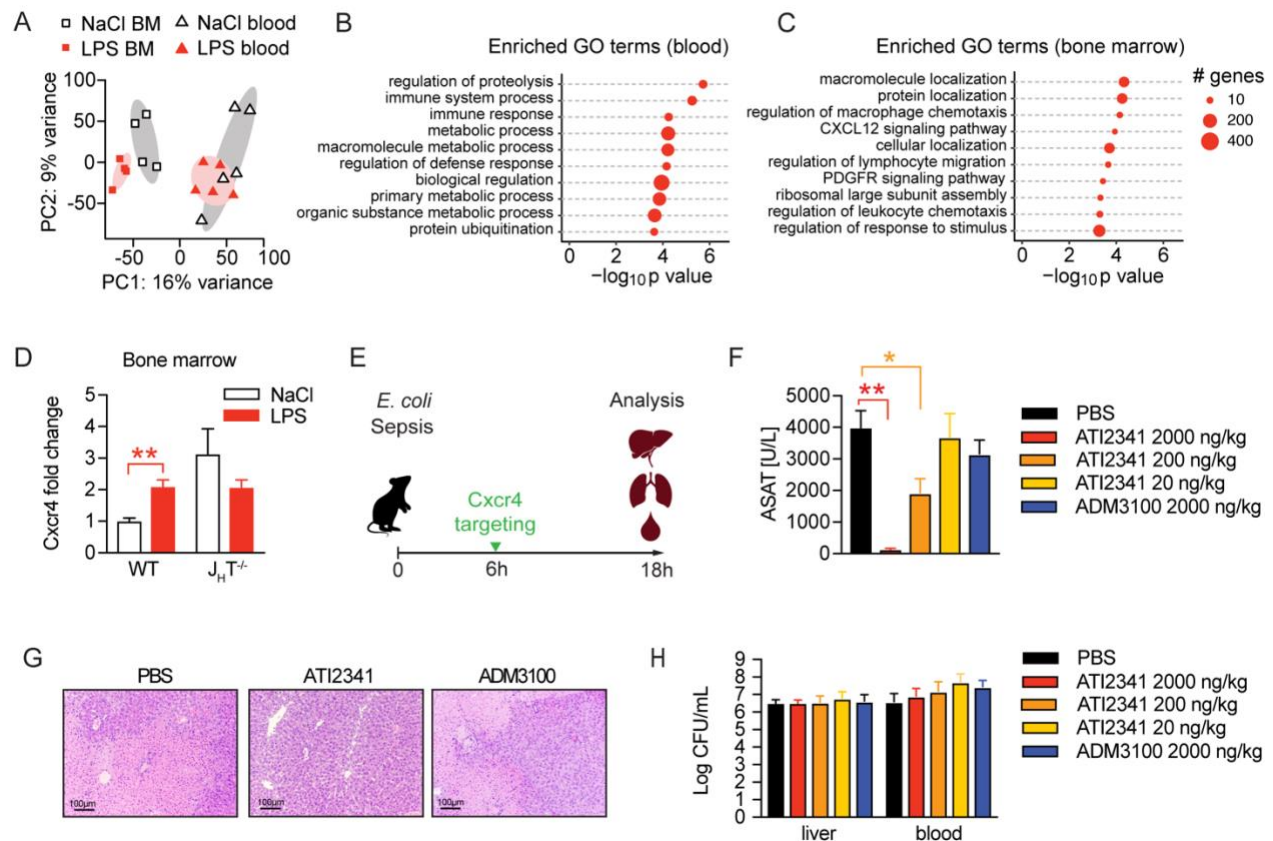 A
NaCl BM
NaCl blood
LPS BM
LPS blood
100
50
0
-50
-50
0
50
100
PC2: 9% variance
PC1: 16% variance
B
Enriched GO terms (blood)
regulation of proteolysis
immune system process
immune response
metabolic process
macromolecule metabolic process
regulation of defense response
biological regulation
primary metabolic process
organic substance metabolic process
protein ubiquitination
0
2
4
6
−log10 p value
C
Enriched GO terms (bone marrow)
macromolecule localization
protein localization
regulation of macrophage chemotaxis
CXCL12 signaling pathway
cellular localization
regulation of lymphocyte migration
PDGFR signaling pathway
ribosomal large subunit assembly
regulation of leukocyte chemotaxis
regulation of response to stimulus
0
2
4
6
−log10 p value
# genes
10
200
400
D
Bone marrow
NaCl
LPS
5
4
3
2
1
0
**
Cxcr4 fold change
WT
JHT-/-
E
E. coli
Sepsis
Analysis
Cxcr4
targeting
0
6h
18h
F
*
**
5000
4000
3000
2000
1000
0
ASAT [U/L]
PBS
ATI2341 2000 ng/kg
ATI2341 200 ng/kg
ATI2341 20 ng/kg
ADM3100 2000 ng/kg
G
PBS
ATI2341
ADM3100
100µm
100µm
100µm
H
9
8
7
6
5
4
3
2
1
0
Log CFU/mL
liver
blood
PBS
ATI2341 2000 ng/kg
ATI2341 200 ng/kg
ATI2341 20 ng/kg
ADM3100 2000 ng/kg